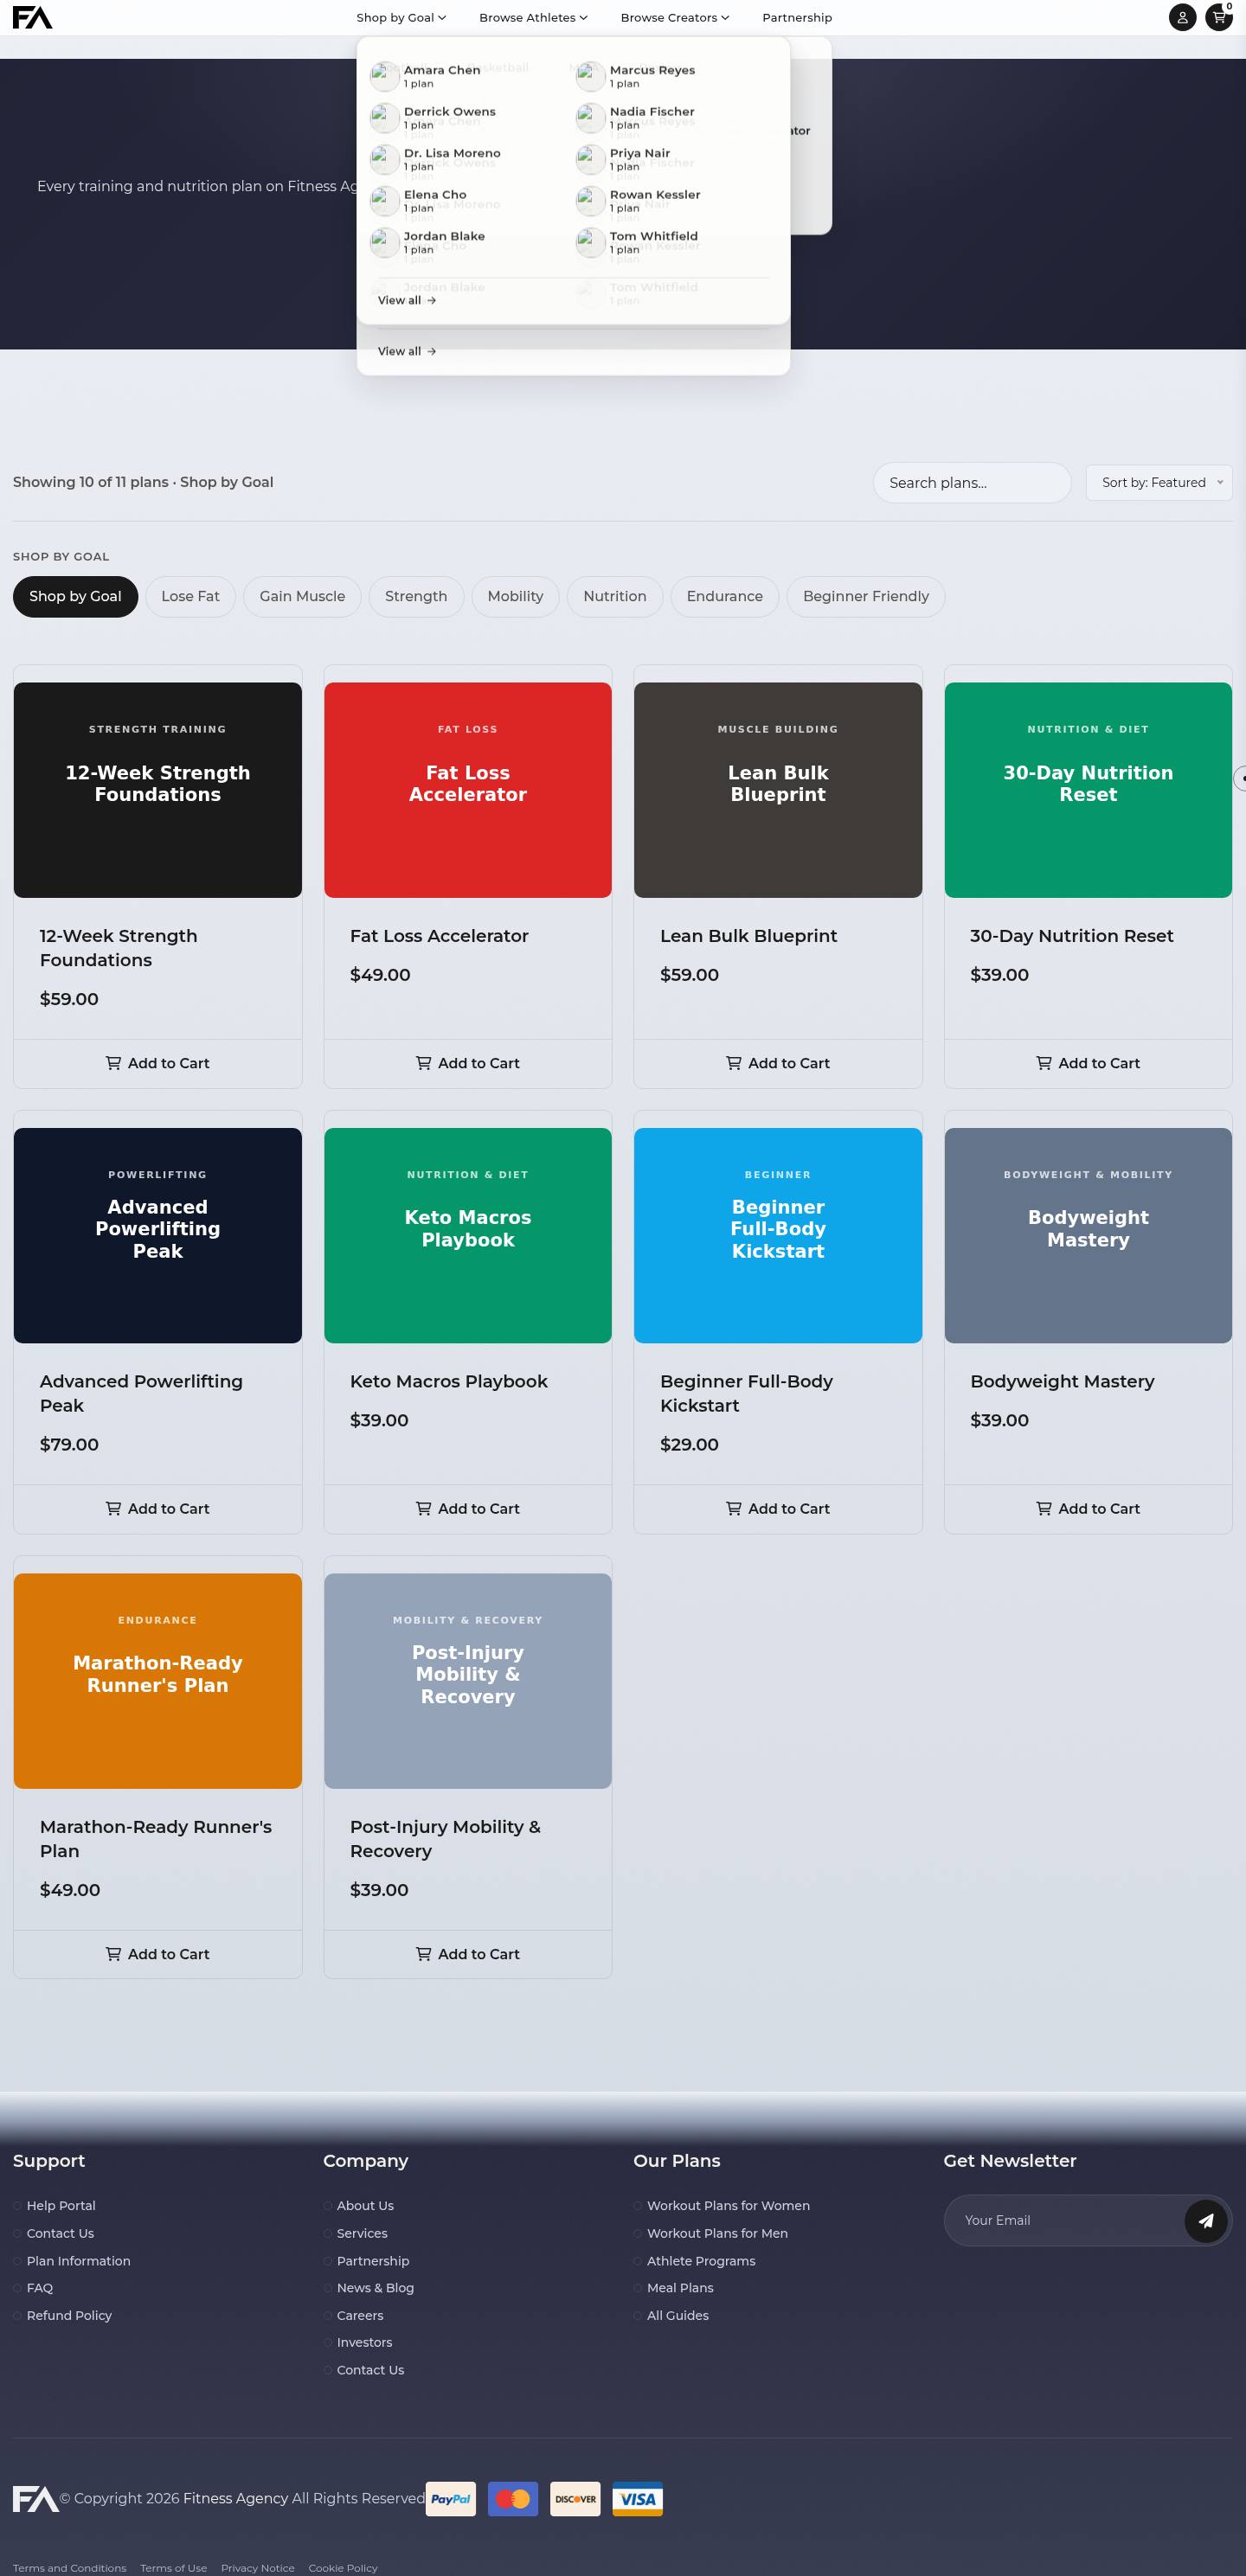 FA
Shop by Goal
Browse Athletes
Browse Creators
Partnership
0
Amara Chen
1 plan
Marcus Reyes
1 plan
Derrick Owens
1 plan
Nadia Fischer
1 plan
Dr. Lisa Moreno
1 plan
Priya Nair
1 plan
Elena Cho
1 plan
Rowan Kessler
1 plan
Jordan Blake
1 plan
Tom Whitfield
1 plan
View all →
Jordan Blake
1 plan
Tom Whitfield
1 plan
View all →
Every training and nutrition plan on Fitness
Showing 10 of 11 plans · Shop by Goal
Search plans...
Sort by: Featured
SHOP BY GOAL
Shop by Goal
Lose Fat
Gain Muscle
Strength
Mobility
Nutrition
Endurance
Beginner Friendly
STRENGTH TRAINING
12-Week Strength
Foundations
12-Week Strength
Foundations
$59.00
Add to Cart
FAT LOSS
Fat Loss
Accelerator
Fat Loss Accelerator
$49.00
Add to Cart
MUSCLE BUILDING
Lean Bulk
Blueprint
Lean Bulk Blueprint
$59.00
Add to Cart
NUTRITION & DIET
30-Day Nutrition
Reset
30-Day Nutrition Reset
$39.00
Add to Cart
POWERLIFTING
Advanced
Powerlifting
Peak
Advanced Powerlifting
Peak
$79.00
Add to Cart
NUTRITION & DIET
Keto Macros
Playbook
Keto Macros Playbook
$39.00
Add to Cart
BEGINNER
Beginner
Full-Body
Kickstart
Beginner Full-Body
Kickstart
$29.00
Add to Cart
BODYWEIGHT & MOBILITY
Bodyweight
Mastery
Bodyweight Mastery
$39.00
Add to Cart
ENDURANCE
Marathon-Ready
Runner's Plan
Marathon-Ready Runner's
Plan
$49.00
Add to Cart
MOBILITY & RECOVERY
Post-Injury
Mobility &
Recovery
Post-Injury Mobility &
Recovery
$39.00
Add to Cart
Support
Help Portal
Contact Us
Plan Information
FAQ
Refund Policy
Company
About Us
Services
Partnership
News & Blog
Careers
Investors
Contact Us
Our Plans
Workout Plans for Women
Workout Plans for Men
Athlete Programs
Meal Plans
All Guides
Get Newsletter
Your Email
FA © Copyright 2026 Fitness Agency All Rights Reserved PayPal DISCOVER VISA
Terms and Conditions
Terms of Use
Privacy Notice
Cookie Policy